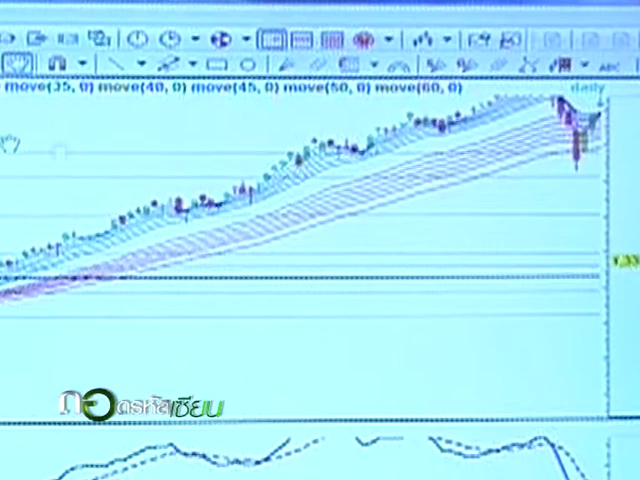 move(35, 0) move(40, 0) move(45, 0) move(50, 0) move(60, 0)
daily
ถอดรหัสเซียน